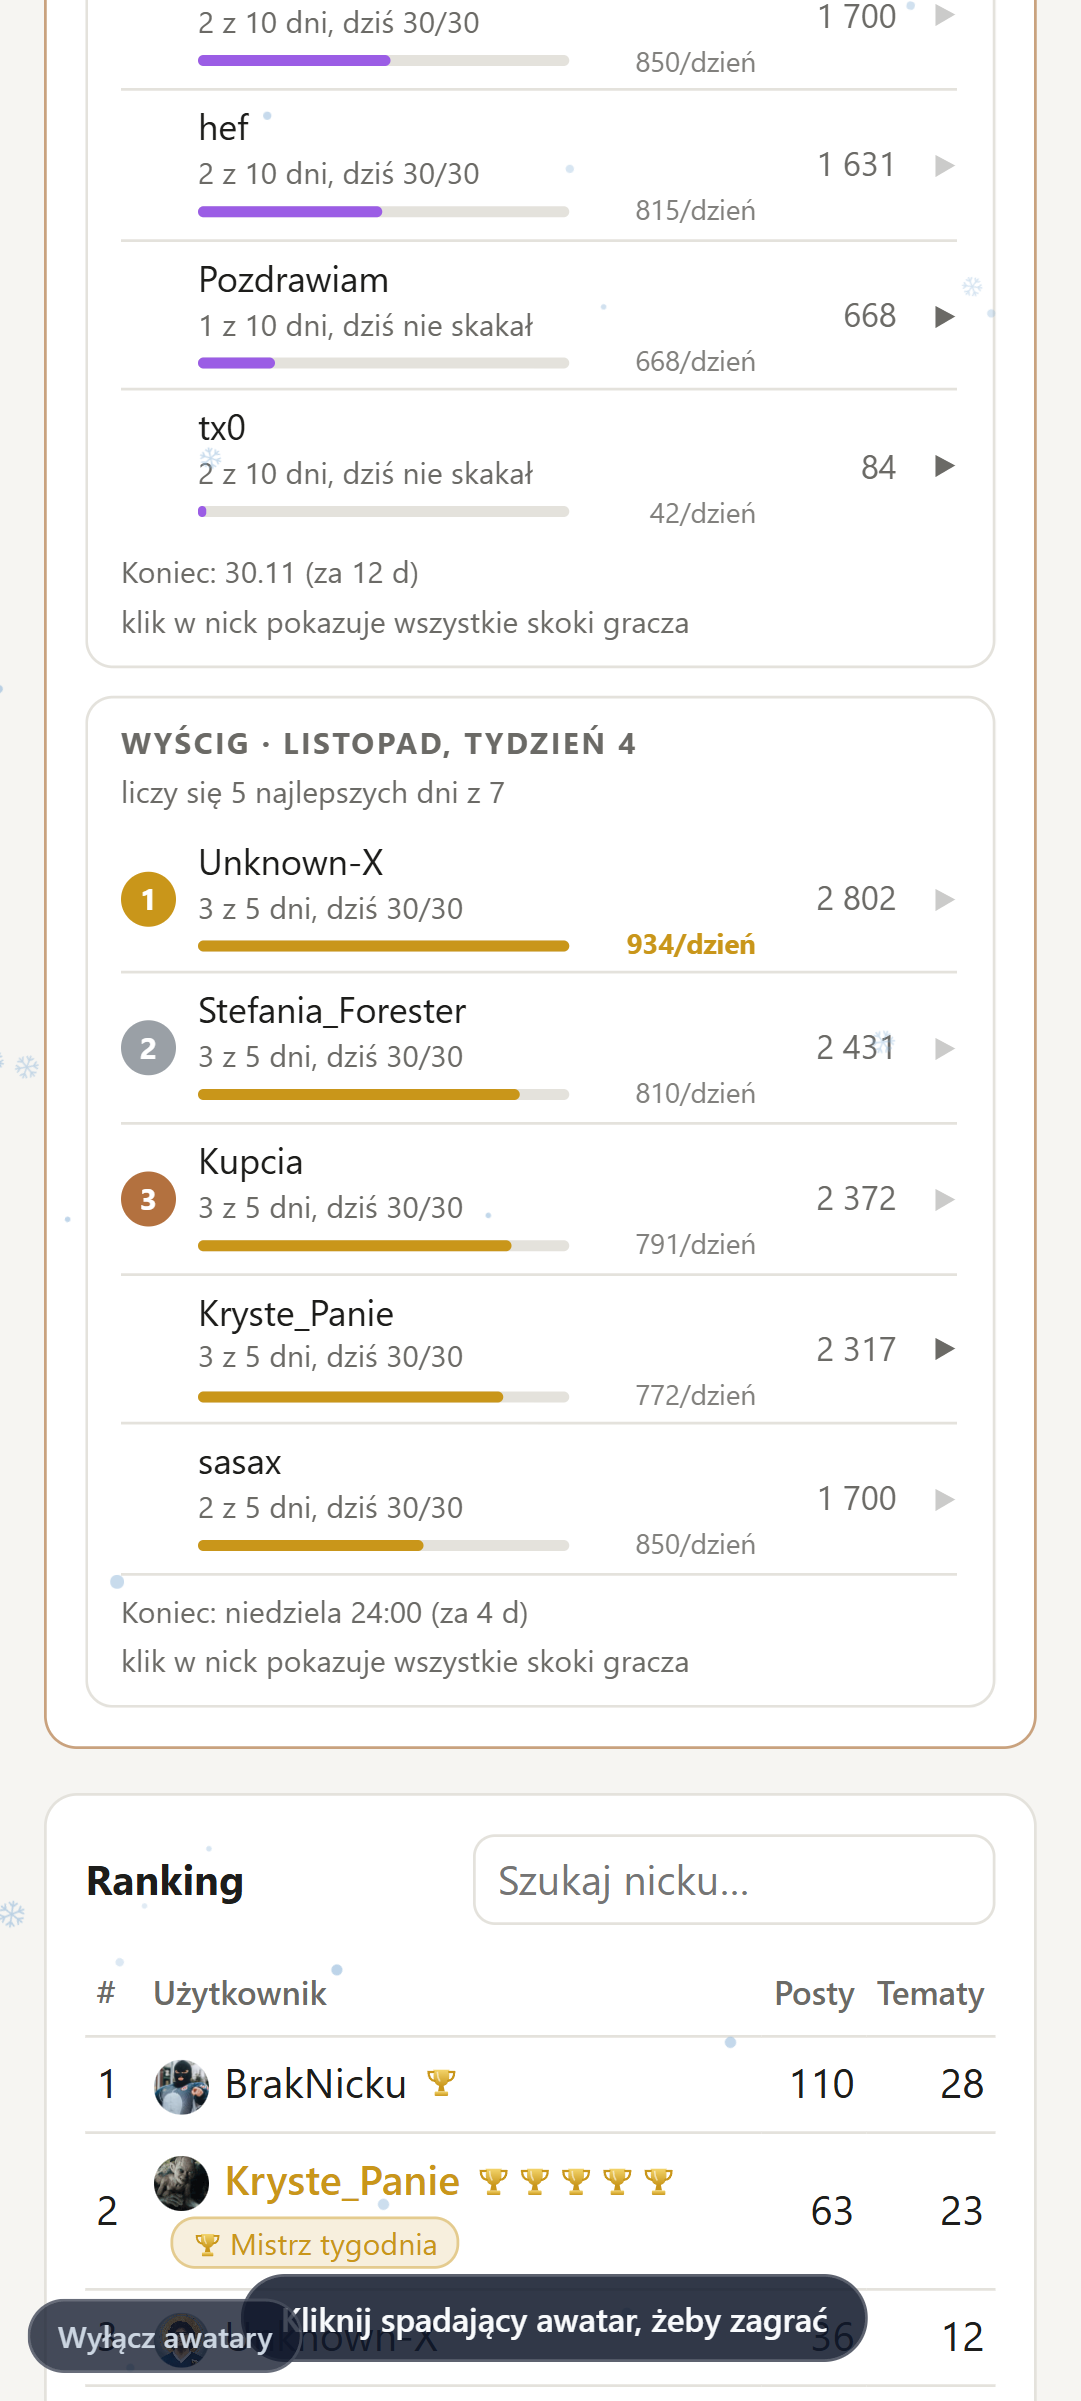 2 z 10 dni, dziś 30/30
1 700
850/dzień
hef
2 z 10 dni, dziś 30/30
1 631
815/dzień
Pozdrawiam
1 z 10 dni, dziś nie skakał
668
668/dzień
tx0
2 z 10 dni, dziś nie skakał
84
42/dzień
Koniec: 30.11 (za 12 d)
klik w nick pokazuje wszystkie skoki gracza
WYŚCIG · LISTOPAD, TYDZIEŃ 4
liczy się 5 najlepszych dni z 7
1
Unknown-X
3 z 5 dni, dziś 30/30
2 802
934/dzień
2
Stefania_Forester
3 z 5 dni, dziś 30/30
2 431
810/dzień
3
Kupcia
3 z 5 dni, dziś 30/30
2 372
791/dzień
Kryste_Panie
3 z 5 dni, dziś 30/30
2 317
772/dzień
sasax
2 z 5 dni, dziś 30/30
1 700
850/dzień
Koniec: niedziela 24:00 (za 4 d)
klik w nick pokazuje wszystkie skoki gracza
Ranking
Szukaj nicku...
# Użytkownik Posty Tematy
1 BrakNicku 110 28
2 Kryste_Panie 63 23
Mistrz tygodnia
Kliknij spadający awatar, żeby zagrać
Wyłącz awatary
3 Unknown-X 36 12